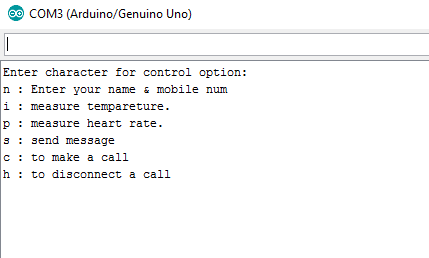 COM3 (Arduino/Genuino Uno)
Enter character for control option:
n : Enter your name & mobile num
i : measure tempareture.
p : measure heart rate.
s : send message
c : to make a call
h : to disconnect a call